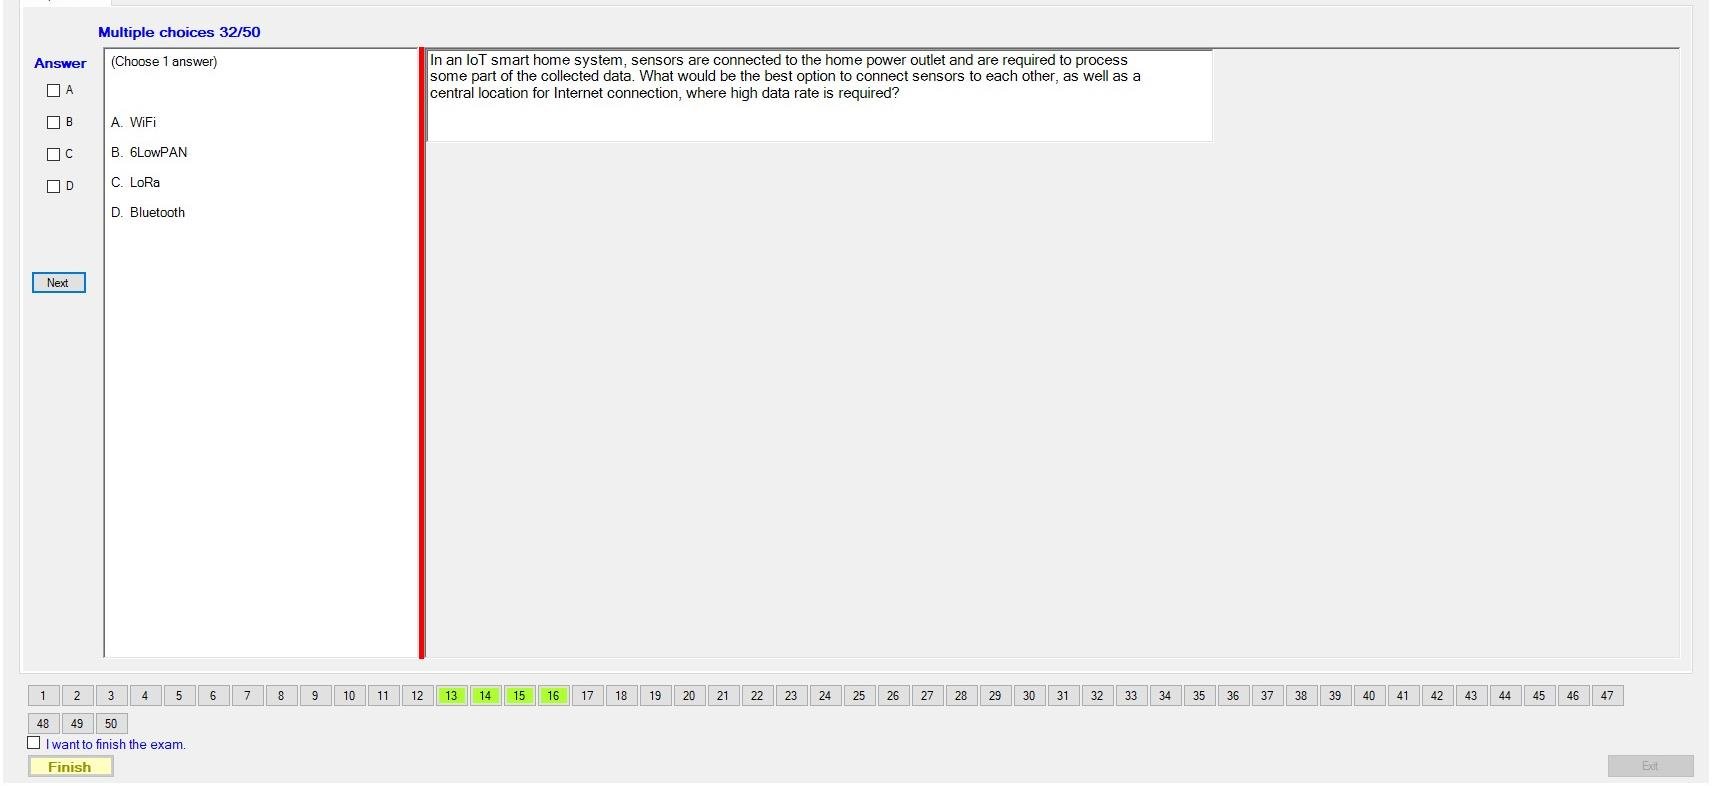 Multiple choices 32/50
Answer
(Choose 1 answer)
In an IoT smart home system, sensors are connected to the home power outlet and are required to process
some part of the collected data. What would be the best option to connect sensors to each other, as well as a
central location for Internet connection, where high data rate is required?
A
B
C
D
A. WiFi
B. 6LowPAN
C. LoRa
D. Bluetooth
Next
1 2 3 4 5 6 7 8 9 10 11 12 13 14 15 16 17 18 19 20 21 22 23 24 25 26 27 28 29 30 31 32 33 34 35 36 37 38 39 40 41 42 43 44 45 46 47
48 49 50
I want to finish the exam.
Finish
Exit